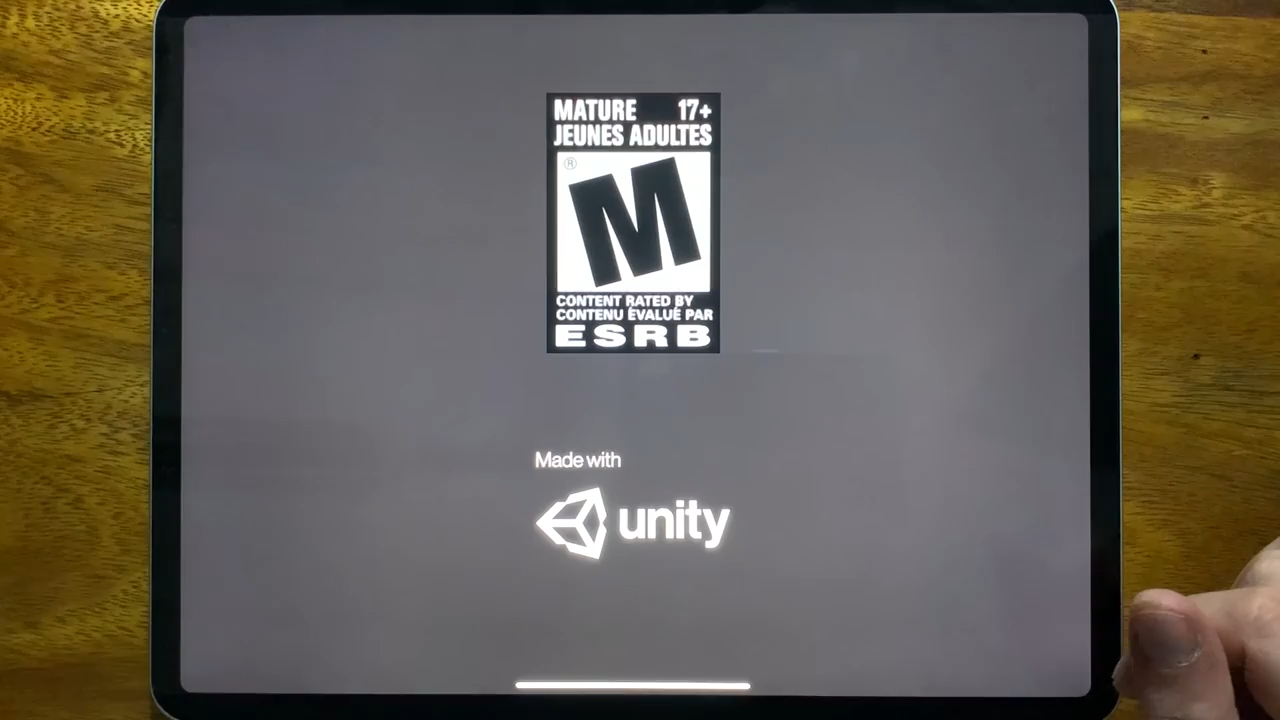 MATURE 17+
JEUNES ADULTES
®
M
CONTENT RATED BY
CONTENU ÉVALUÉ PAR
ESRB
Made with
unity